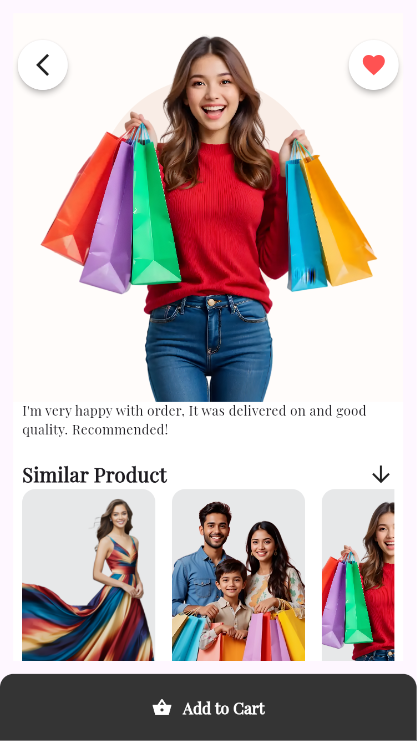 I'm very happy with order, It was delivered on and good
quality. Recommended!
Similar Product
Add to Cart